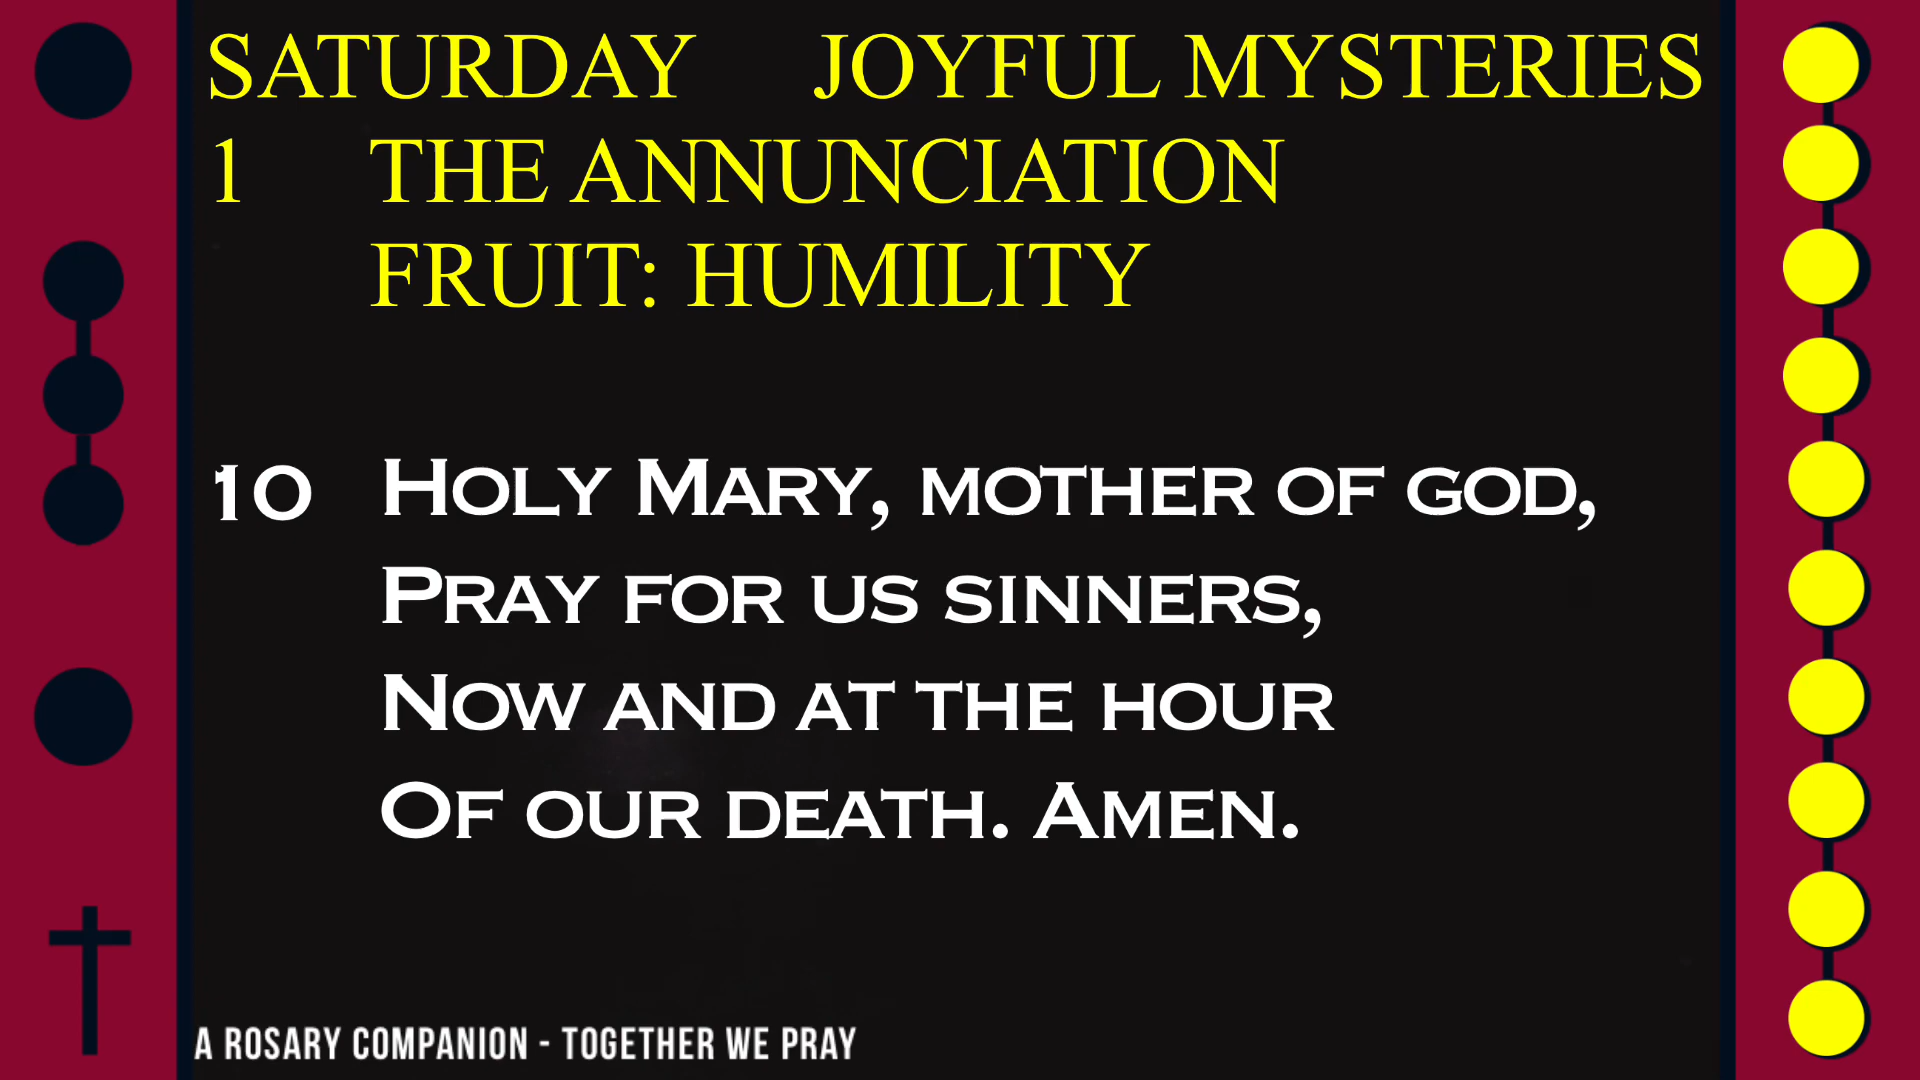 SATURDAY JOYFUL MYSTERIES
1 THE ANNUNCIATION
FRUIT: HUMILITY
10 HOLY MARY, MOTHER OF GOD,
PRAY FOR US SINNERS,
NOW AND AT THE HOUR
OF OUR DEATH. AMEN.
A ROSARY COMPANION - TOGETHER WE PRAY